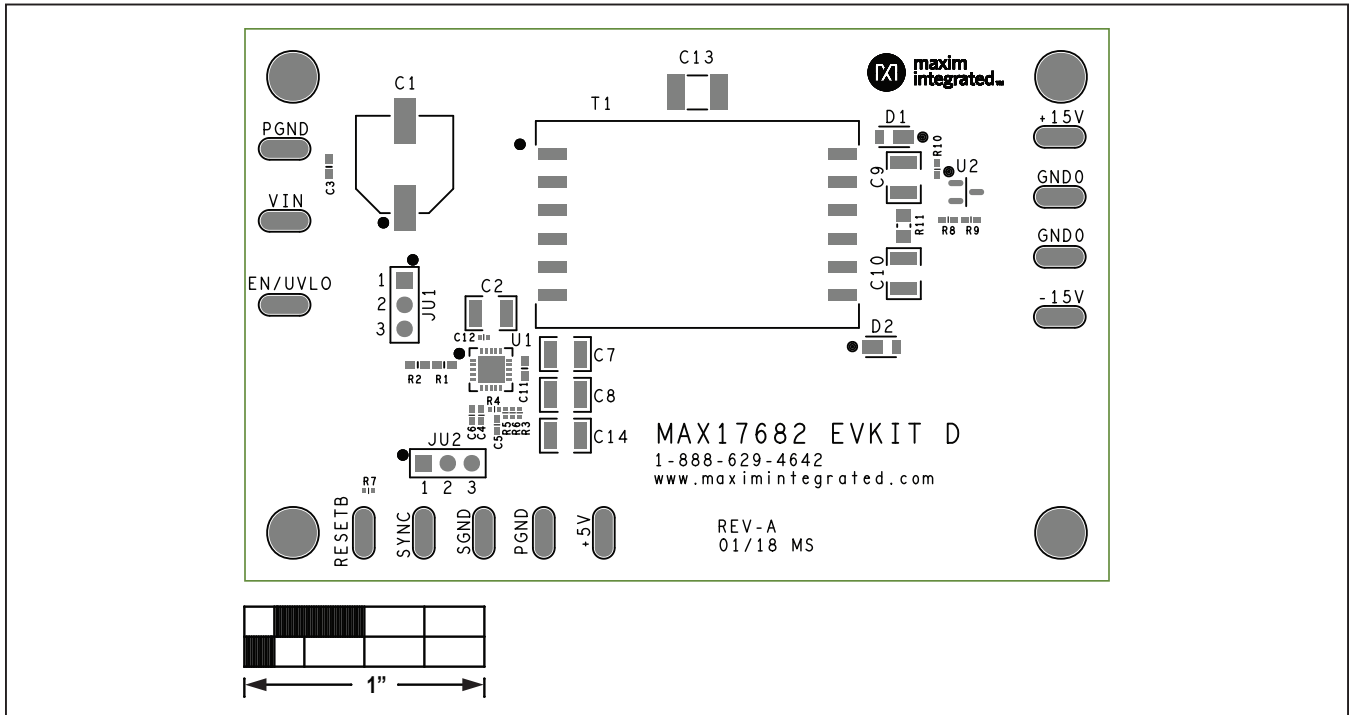 C13
maxim
integrated™
C1
T1
D1
+15V
PGND
R10
U2
C3
C9
GND0
VIN
R11
R8 R9
GND0
C10
EN/UVLO
1
2
3
JU1
C2
-15V
C12
U1
D2
C7
R2 R1
C11
C8
R4
C6
C4
C5
R5
R6
R3
C14
MAX17682 EVKIT D
JU2
1-888-629-4642
www.maximintegrated.com
1 2 3
R7
RESETB
SYNC
SGND
PGND
+5V
REV-A
01/18 MS
1”